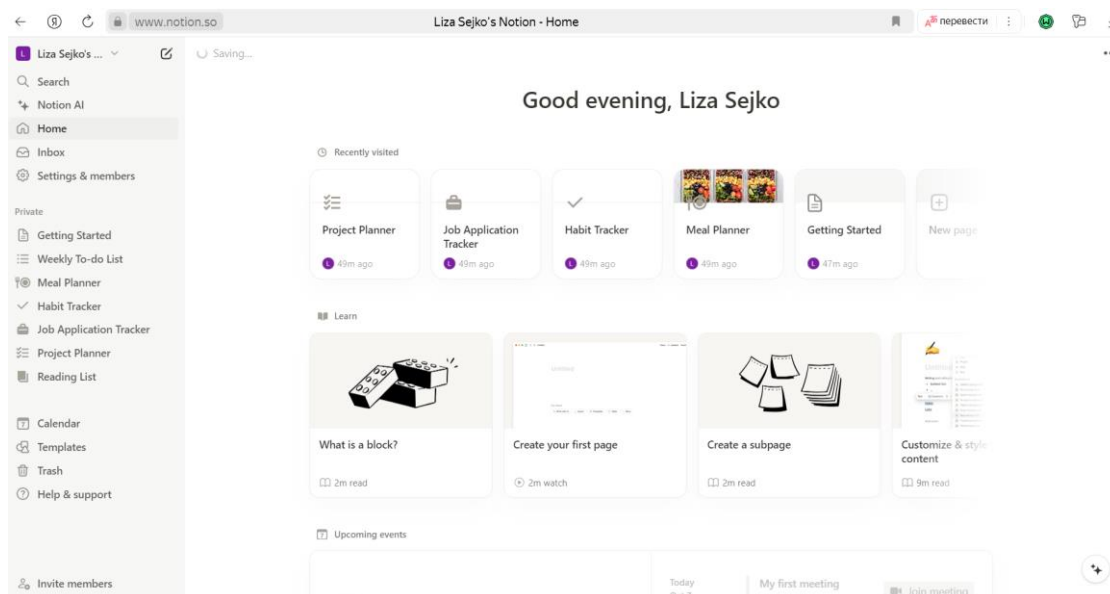 www.notion.so
Liza Sejko's Notion - Home
перевести
L Liza Sejko's ...
Saving...
Search
Notion AI
Home
Inbox
Settings & members
Private
Getting Started
Weekly To-do List
Meal Planner
Habit Tracker
Job Application Tracker
Project Planner
Reading List
Calendar
Templates
Trash
Help & support
Invite members
Good evening, Liza Sejko
Recently visited
Project Planner
L 49m ago
Job Application
Tracker
L 49m ago
Habit Tracker
L 49m ago
Meal Planner
L 49m ago
Getting Started
L 47m ago
New page
Learn
What is a block?
2m read
Create your first page
2m watch
Create a subpage
2m read
Customize & style
content
9m read
Upcoming events
Today
My first meeting
Join meeting